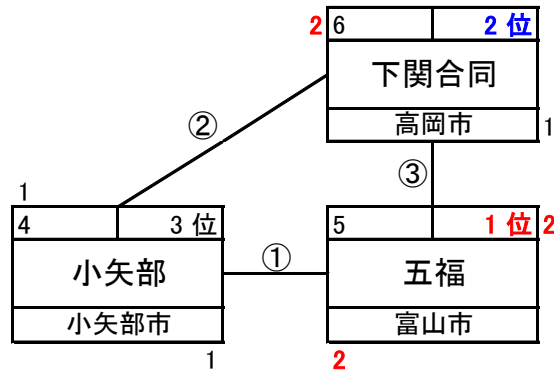 2 6 2 位
下関合同
② 高岡市 1
③
1
4 3 位 5 1 位 2
小矢部 ① 五福
小矢部市 富山市
1 2